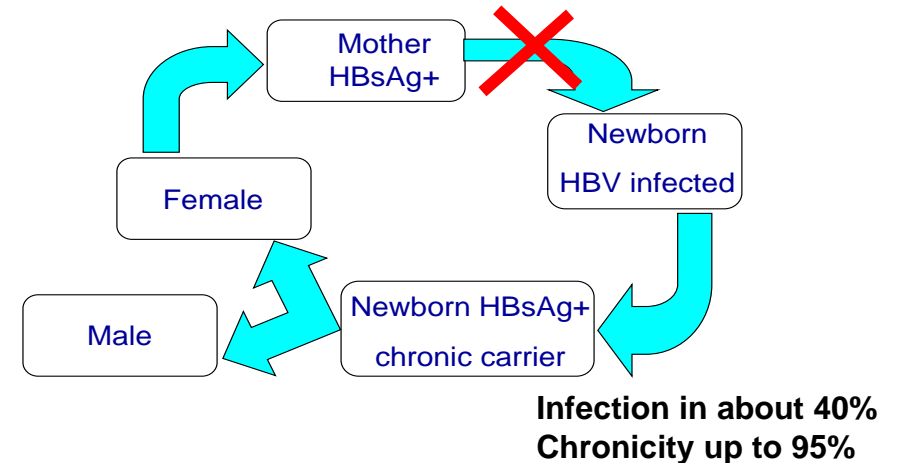 Mother
HBsAg+
Newborn
HBV infected
Female
Newborn HBsAg+
chronic carrier
Male
Infection in about 40%
Chronicity up to 95%